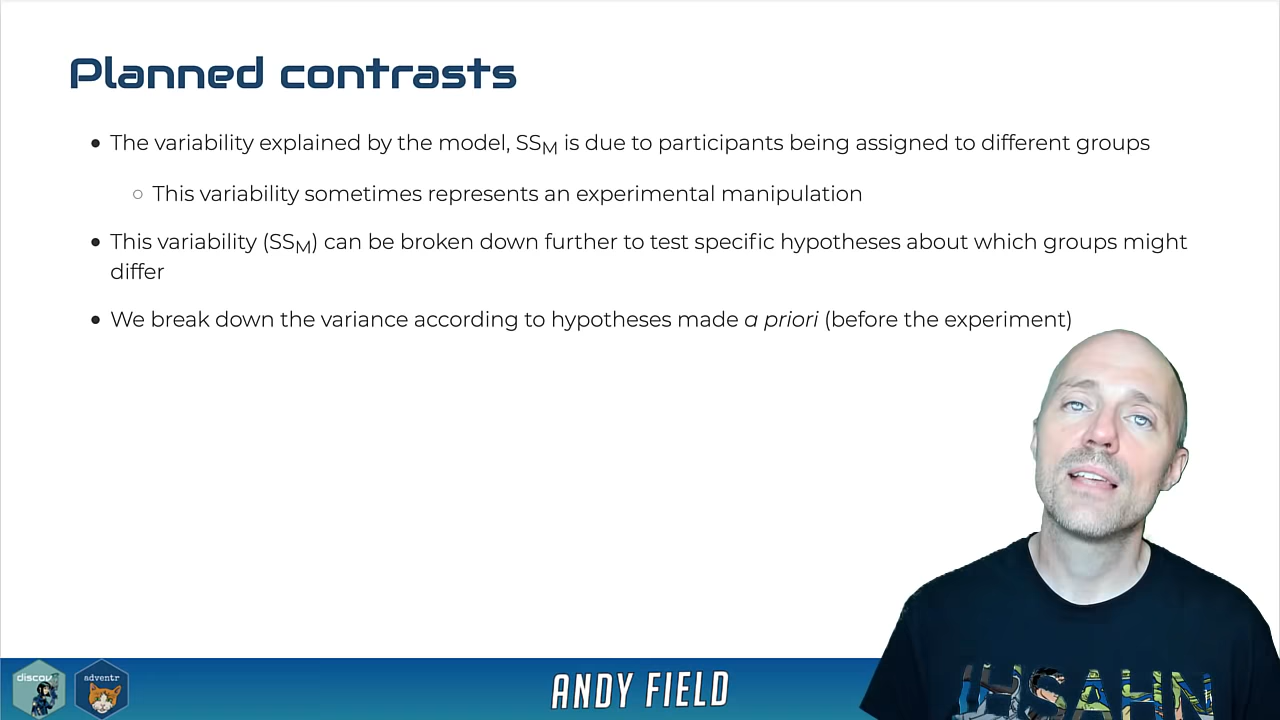 Planned contrasts
• The variability explained by the model, SSM is due to participants being assigned to different groups
○ This variability sometimes represents an experimental manipulation
• This variability (SSM) can be broken down further to test specific hypotheses about which groups might
differ
• We break down the variance according to hypotheses made a priori (before the experiment)
discov
adventr
ANDY FIELD
IHSAHN